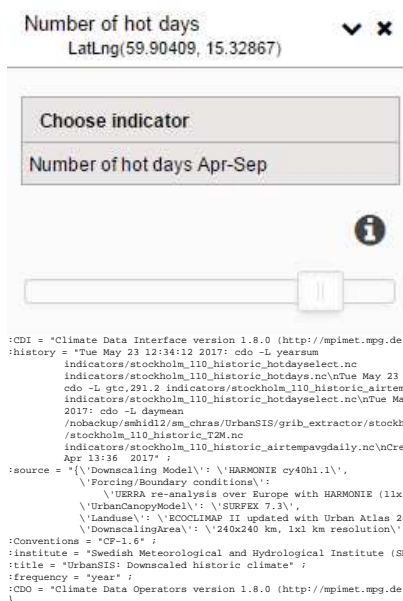 Number of hot days
LatLng(59.90409, 15.32867)
Choose indicator
Number of hot days Apr-Sep
:CDI = "Climate Data Interface version 1.8.0 (http://mpimet.mpg.de
:history = "Tue May 23 12:34:12 2017: cdo -L yearsum
indicators/stockholm_110_historic_hotdayselect.nc
indicators/stockholm_110_historic_hotdays.nc\nTue May 23
cdo -L gtc,291.2 indicators/stockholm_110_historic_airtem
indicators/stockholm_110_historic_hotdayselect.nc\nTue Ma
2017: cdo -L daymean
/nobackup/smhid12/sm_chras/UrbanSIS/grib_extractor/stockh
/stockholm_110_historic_T2M.nc
indicators/stockholm_110_historic_airtempavgdaily.nc\nCre
Apr 13:36  2017" ;
:source = "{\'Downscaling Model\': \'HARMONIE cy40h1.1\',
\'Forcing/Boundary conditions\':
\'UERRA re-analysis over Europe with HARMONIE (11x
\'UrbanCanopyModel\': \'SURFEX 7.3\',
\'Landuse\': \'ECOCLIMAP II updated with Urban Atlas 2
\'DownscalingArea\': \'240x240 km, 1x1 km resolution\'
:Conventions = "CF-1.6" ;
:institute = "Swedish Meteorological and Hydrological Institute (S
:title = "UrbanSIS: Downscaled historic climate" ;
:frequency = "year" ;
:CDO = "Climate Data Operators version 1.8.0 (http://mpimet.mpg.de